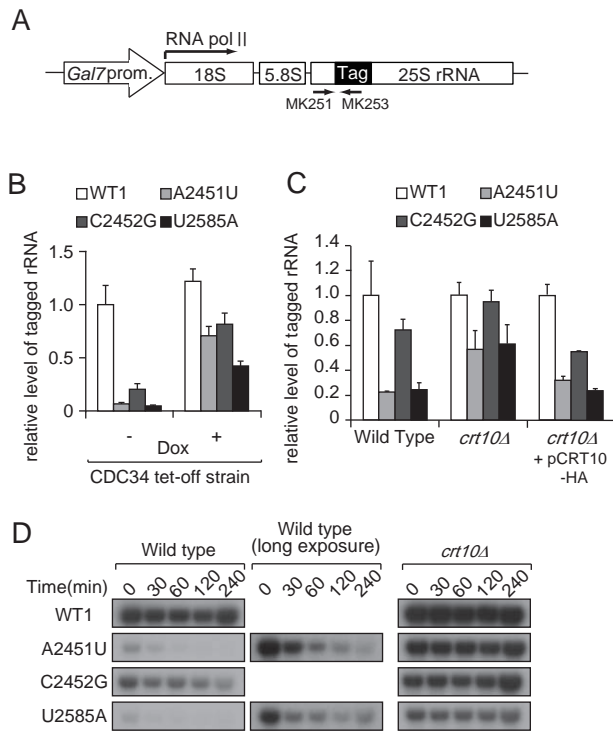 A
RNA pol II
Gal7 prom.
18S
5.8S
Tag
25S rRNA
MK251
MK253
B
WT1
A2451U
C2452G
U2585A
relative level of tagged rRNA
1.5
1.0
0.5
0
-
+
Dox
CDC34 tet-off strain
C
WT1
A2451U
C2452G
U2585A
relative level of tagged rRNA
1.4
1.2
1.0
0.8
0.6
0.4
0.2
0
Wild Type
crt10Δ
crt10Δ
+ pCRT10
-HA
D
Wild type
Wild type
(long exposure)
crt10Δ
Time(min)
0 30 60 120 240
0 30 60 120 240
0 30 60 120 240
WT1
A2451U
C2452G
U2585A